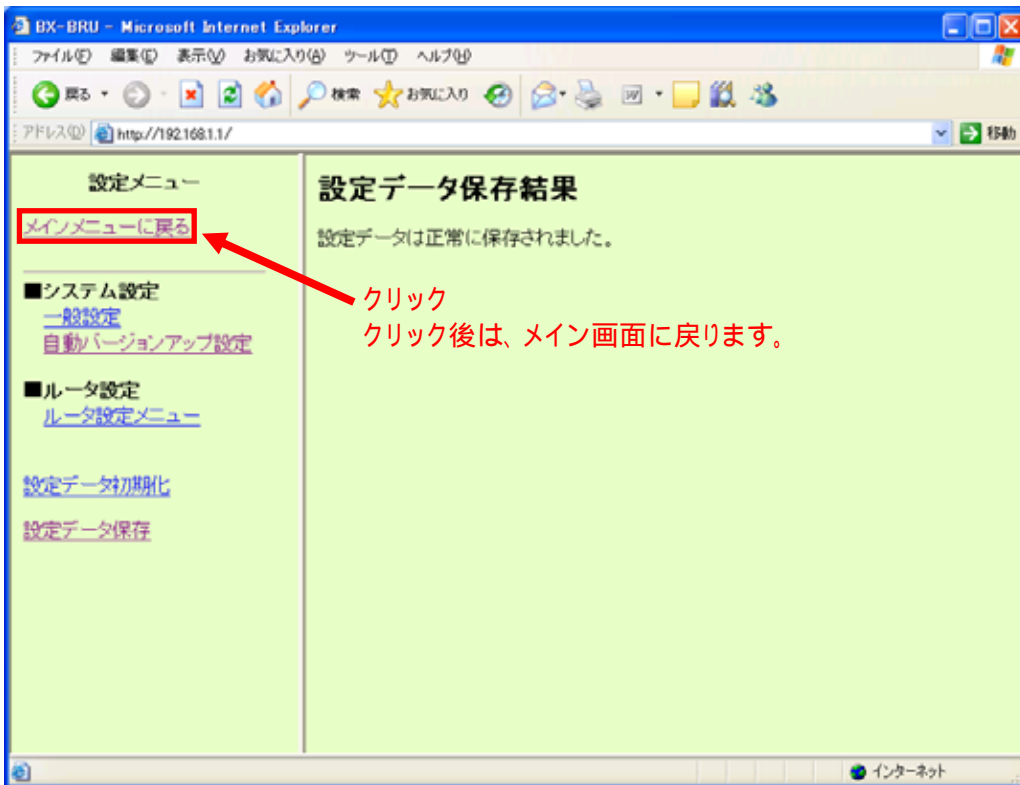 BX-BRU - Microsoft Internet Explorer
ファイル(F) 編集(E) 表示(V) お気に入り(A) ツール(T) ヘルプ(H)
戻る 検索 お気に入り
アドレス(D) http://192.168.1.1/ 移動
設定メニュー
メインメニューに戻る
■システム設定
一般設定
自動バージョンアップ設定
■ルータ設定
ルータ設定メニュー
設定データ初期化
設定データ保存
設定データ保存結果
設定データは正常に保存されました。
クリック
クリック後は、メイン画面に戻ります。
インターネット